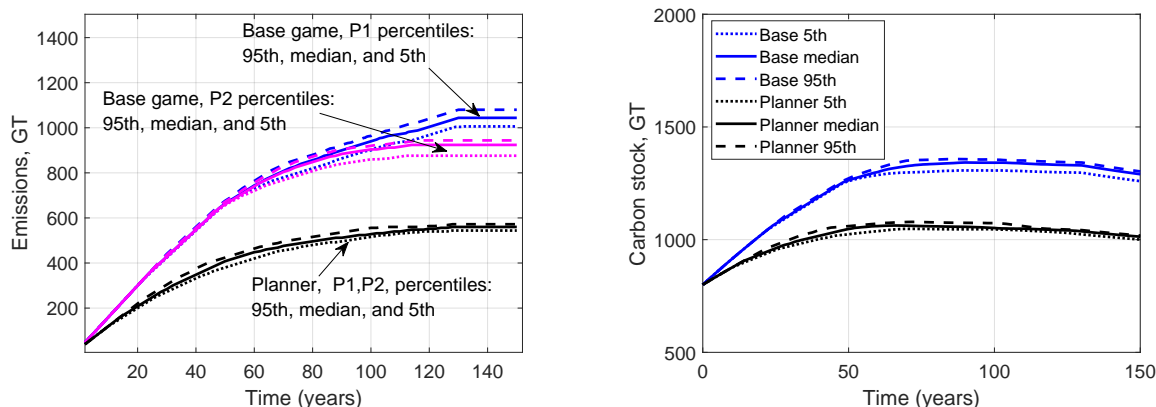 1400
1200
1000
800
600
400
200
20
40
60
80
100
120
140
Emissions, GT
Time (years)
Base game, P1 percentiles:
95th, median, and 5th
Base game, P2 percentiles:
95th, median, and 5th
Planner, P1,P2, percentiles:
95th, median, and 5th
2000
1500
1000
500
0
50
100
150
Carbon stock, GT
Time (years)
Base 5th
Base median
Base 95th
Planner 5th
Planner median
Planner 95th